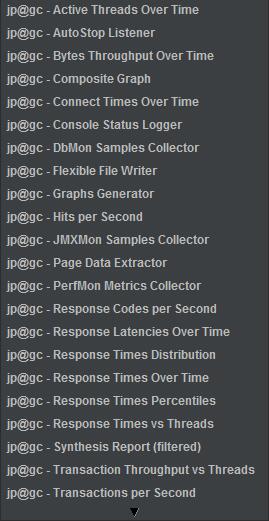 jp@gc - Active Threads Over Time
jp@gc - AutoStop Listener
jp@gc - Bytes Throughput Over Time
jp@gc - Composite Graph
jp@gc - Connect Times Over Time
jp@gc - Console Status Logger
jp@gc - DbMon Samples Collector
jp@gc - Flexible File Writer
jp@gc - Graphs Generator
jp@gc - Hits per Second
jp@gc - JMXMon Samples Collector
jp@gc - Page Data Extractor
jp@gc - PerfMon Metrics Collector
jp@gc - Response Codes per Second
jp@gc - Response Latencies Over Time
jp@gc - Response Times Distribution
jp@gc - Response Times Over Time
jp@gc - Response Times Percentiles
jp@gc - Response Times vs Threads
jp@gc - Synthesis Report (filtered)
jp@gc - Transaction Throughput vs Threads
jp@gc - Transactions per Second